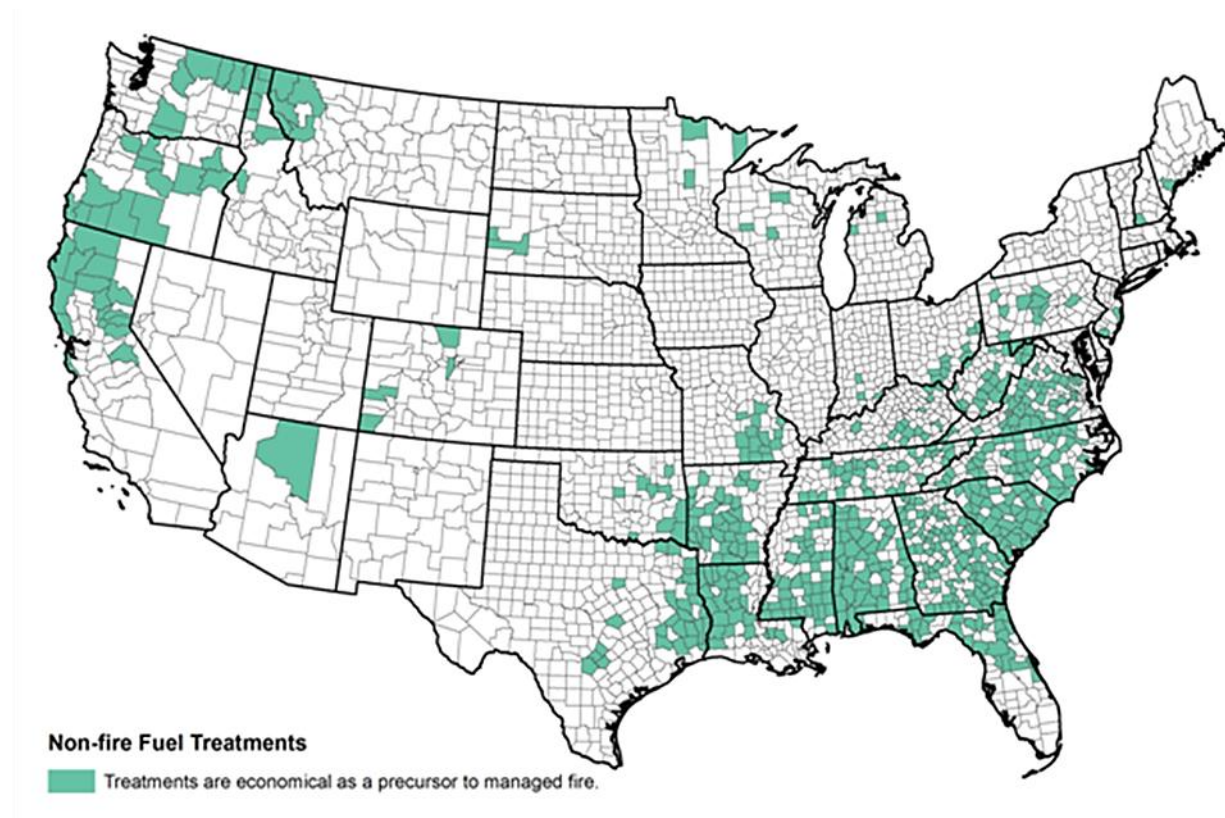 Non-fire Fuel Treatments
Treatments are economical as a precursor to managed fire.